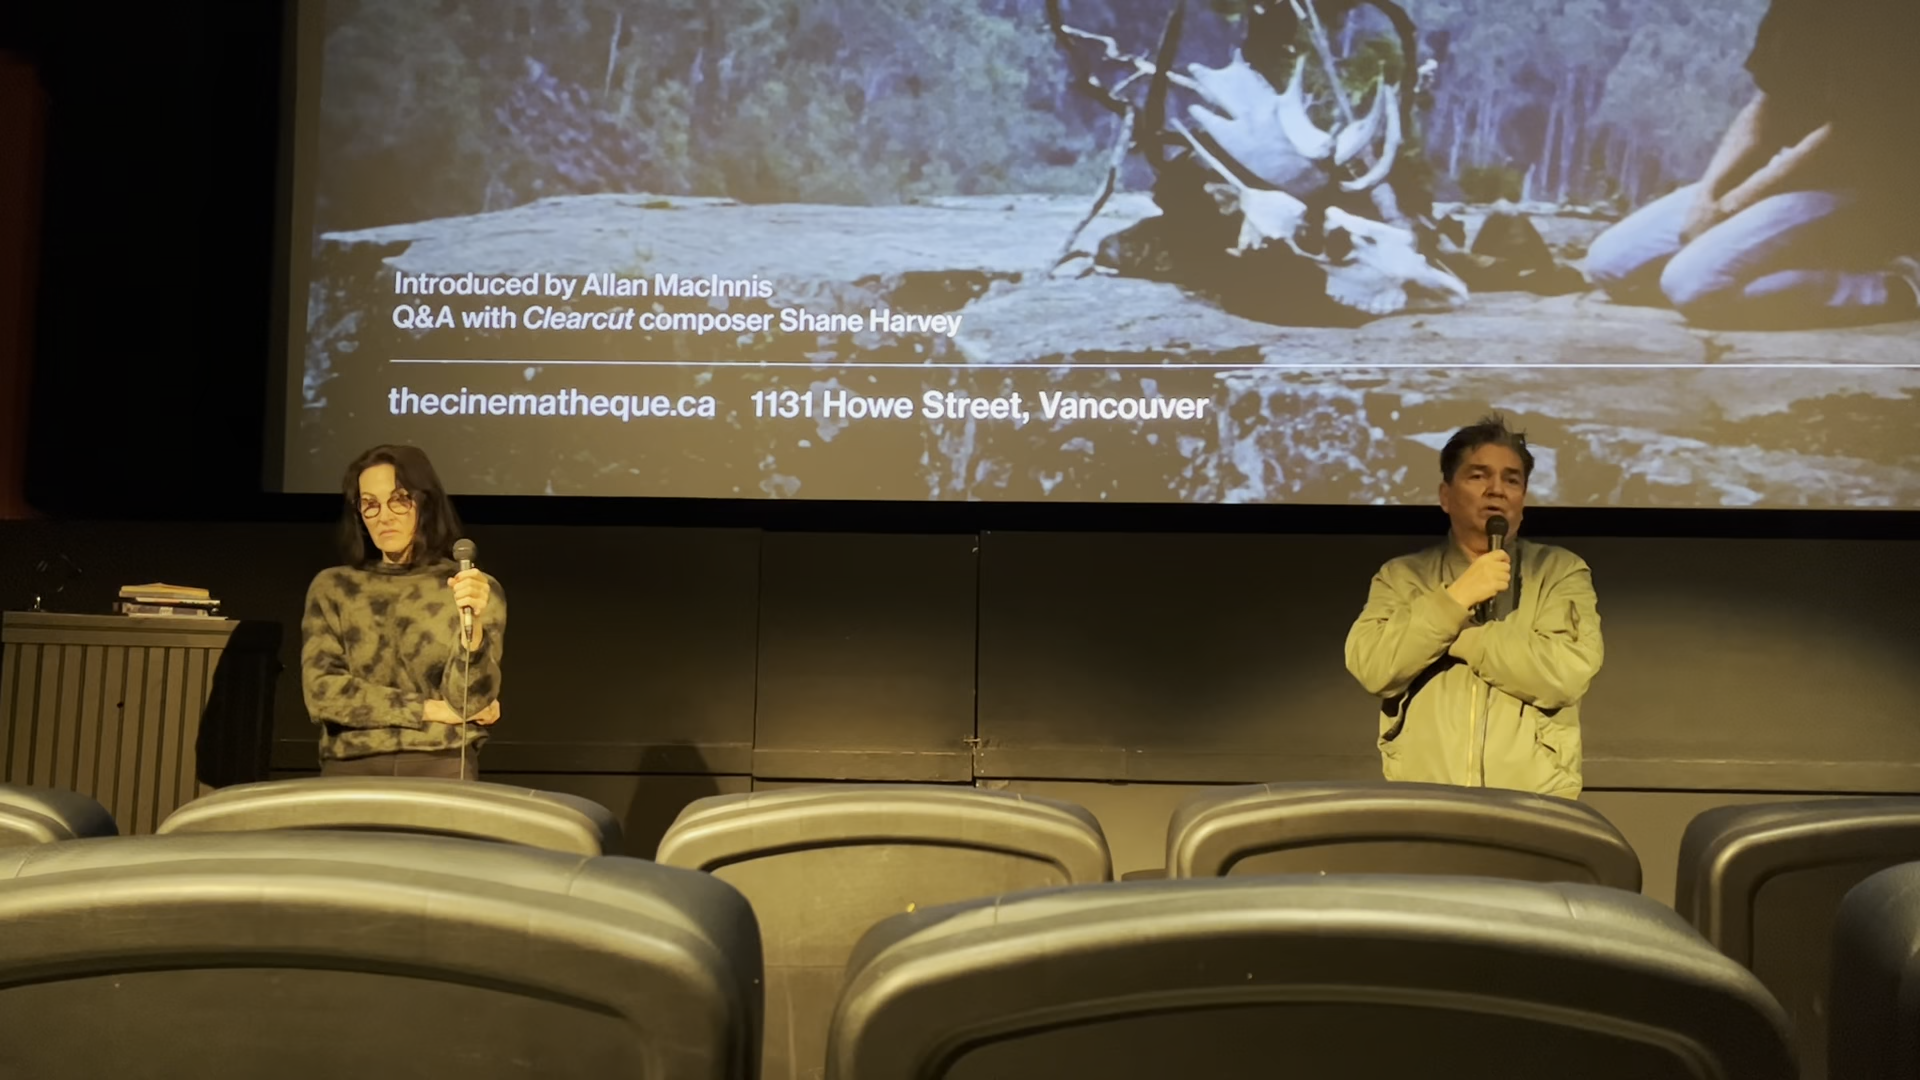 Introduced by Allan MacInnis
Q&A with Clearcut composer Shane Harvey
thecinematheque.ca 1131 Howe Street, Vancouver